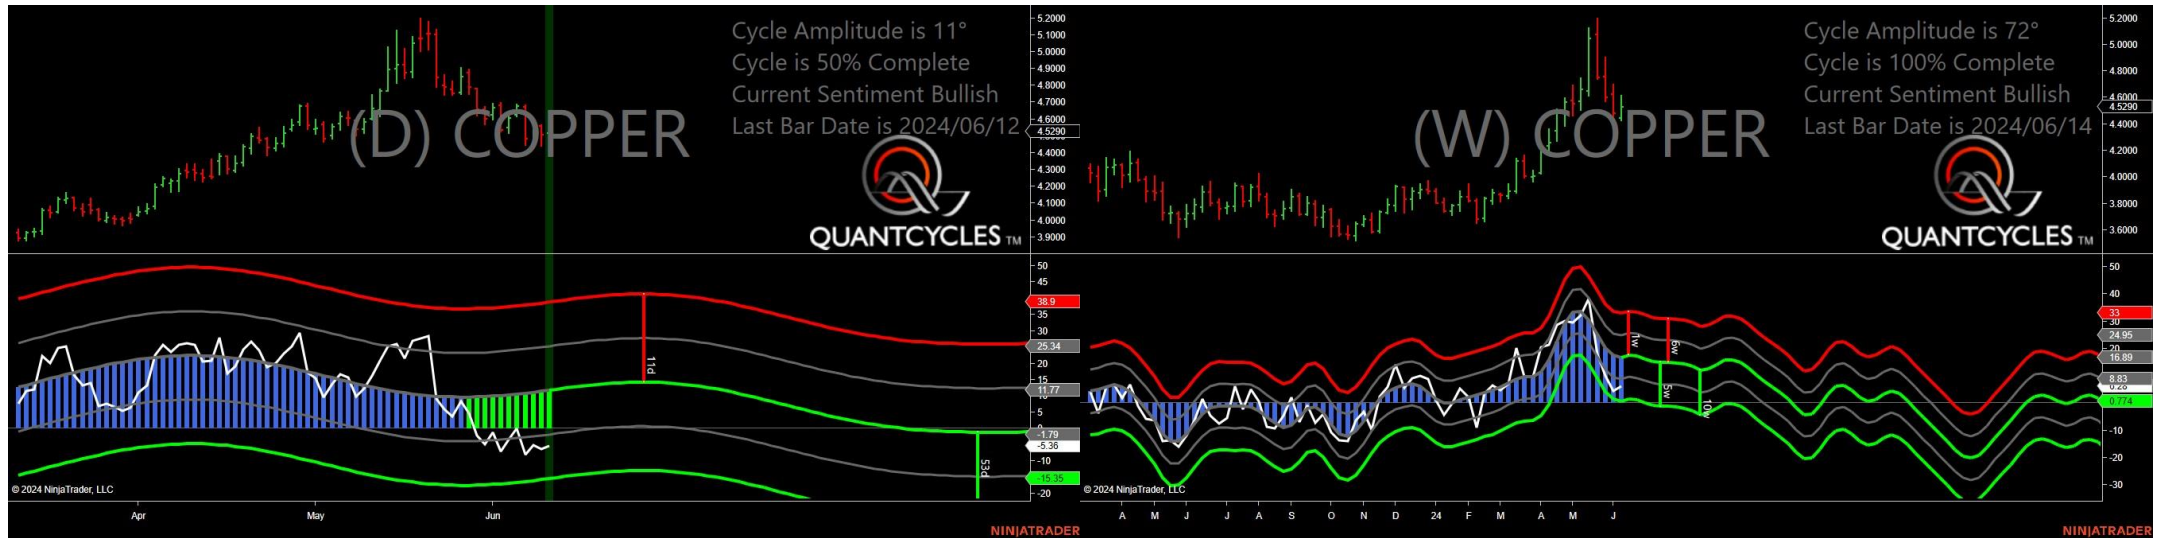 Cycle Amplitude is 11°
Cycle is 50% Complete
Current Sentiment Bullish
Last Bar Date is 2024/06/12
(D) COPPER
QUANTCYCLES TM
5.2000
5.1000
5.0000
4.9000
4.8000
4.7000
4.6000
4.5290
4.4000
4.3000
4.2000
4.1000
4.0000
3.9000
50
45
38.9
35
30
25.34
20
15
11.77
5
0
-1.79
-5.36
-10
-15.35
-20
11d
53d
© 2024 NinjaTrader, LLC
Apr May Jun
NINJATRADER
Cycle Amplitude is 72°
Cycle is 100% Complete
Current Sentiment Bullish
Last Bar Date is 2024/06/14
(W) COPPER
QUANTCYCLES TM
5.2000
5.0000
4.8000
4.6000
4.5290
4.4000
4.2000
4.0000
3.8000
3.6000
50
40
33
30
24.95
20
16.89
8.83
0.774
-10
-20
-30
1w
6w
5w
10w
© 2024 NinjaTrader, LLC
A M J J A S O N D 24 F M A M J
NINJATRADER